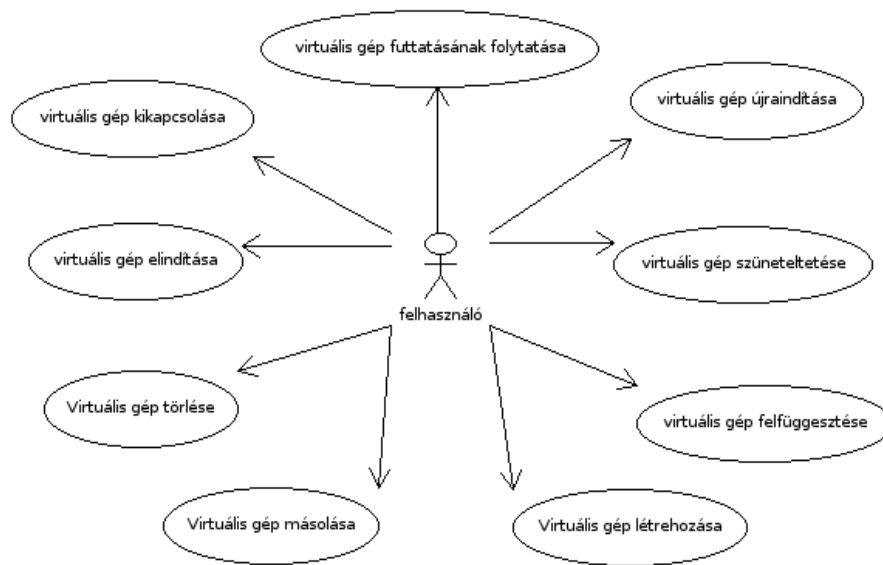 virtuális gép futtatásának folytatása
virtuális gép kikapcsolása
virtuális gép újraindítása
virtuális gép elindítása
virtuális gép szüneteltetése
felhasználó
Virtuális gép törlése
virtuális gép felfüggesztése
Virtuális gép másolása
Virtuális gép létrehozása